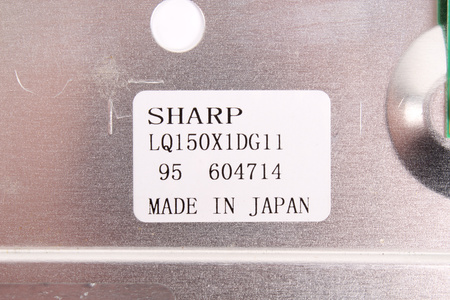 SHARP
LQ150X1DG11
95 604714
MADE IN JAPAN